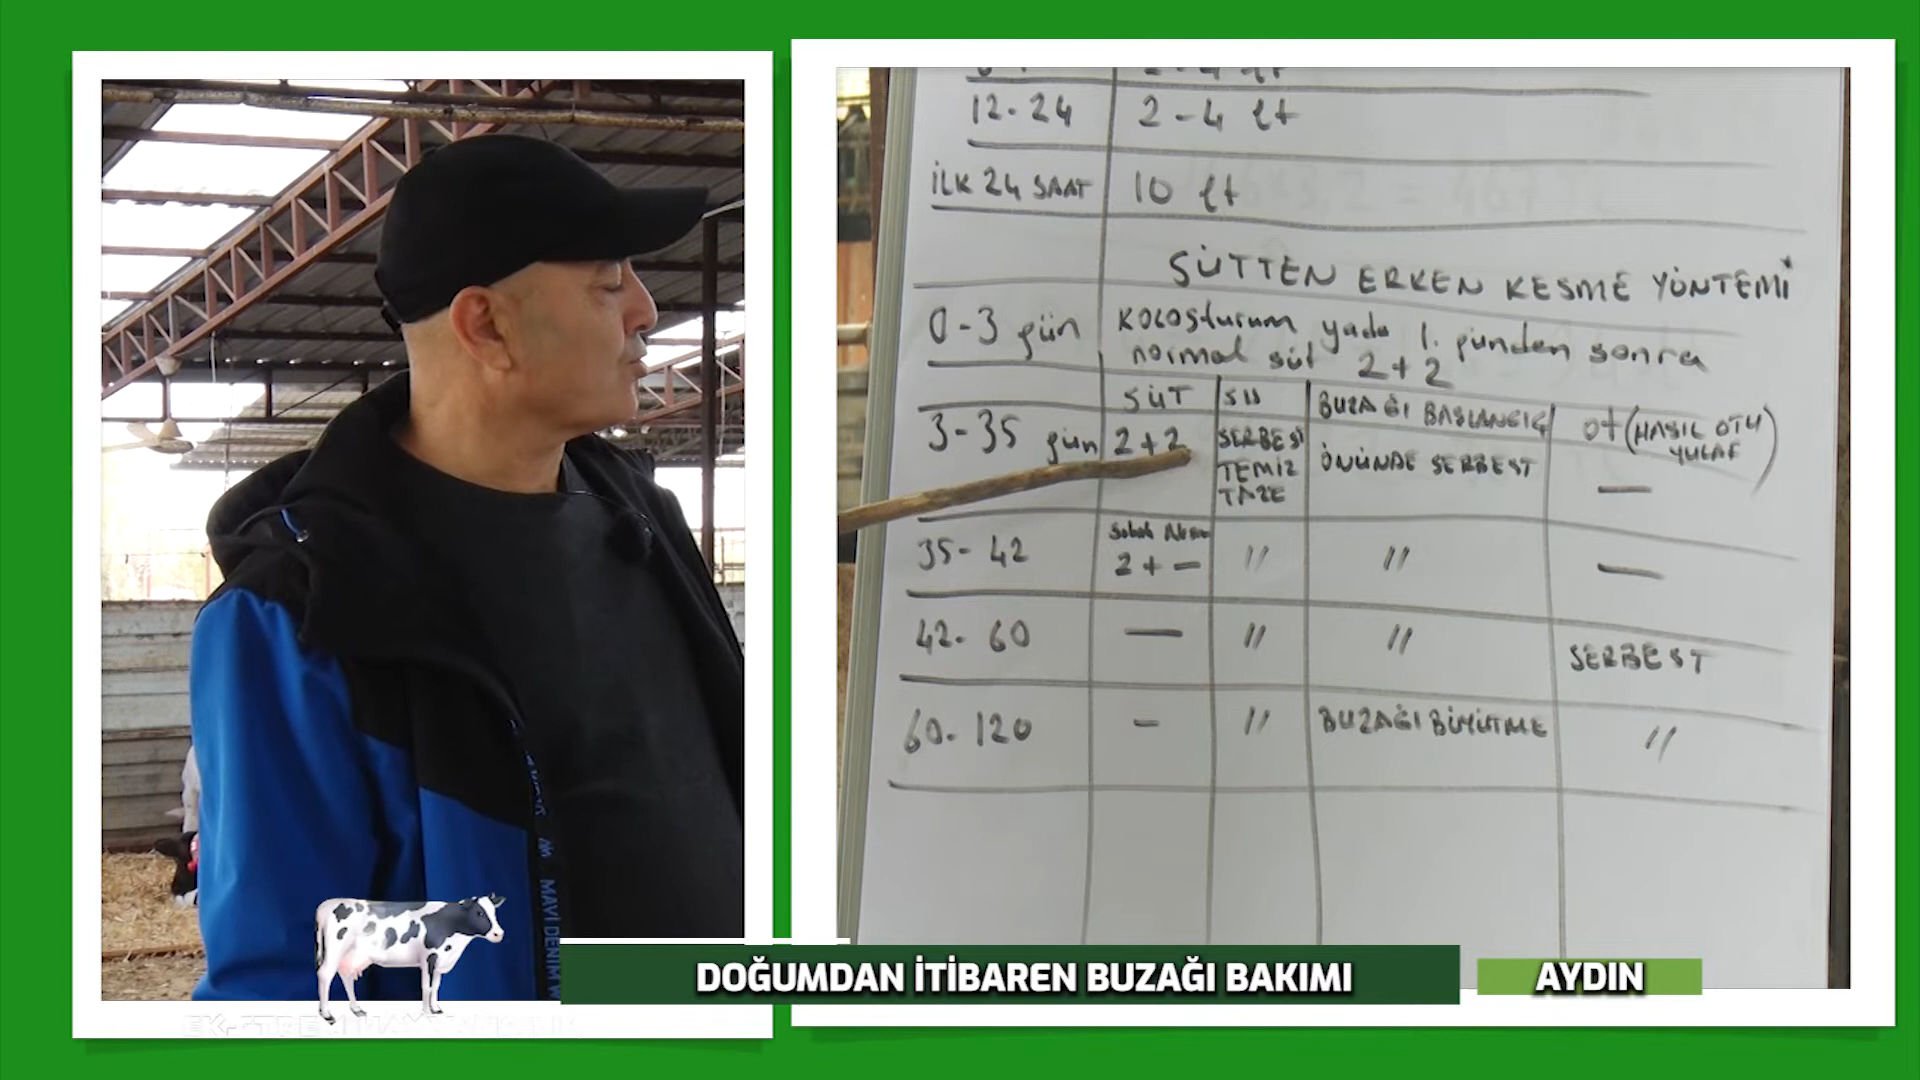 12-24 2-4 lt
İLK 24 SAAT 10 lt
SÜTTEN ERKEN KESME YÖNTEMİ*
0-3 gün Kolosturum yada 1. günden sonra
normal süt 2+2
SÜT SU BUZAĞI BAŞLANGIÇ ot (HASIL OTU
YULAF)
3-35 gün 2+2 SERBEST ÖNÜNDE SERBEST —
TEMİZ
TAZE
Sabah Akşam
35-42 2+— // // —
42-60 — // // SERBEST
60-120 — // BUZAĞI BÜYÜTME //
MAVİ DENİM
DOĞUMDAN İTİBAREN BUZAĞI BAKIMI
AYDIN